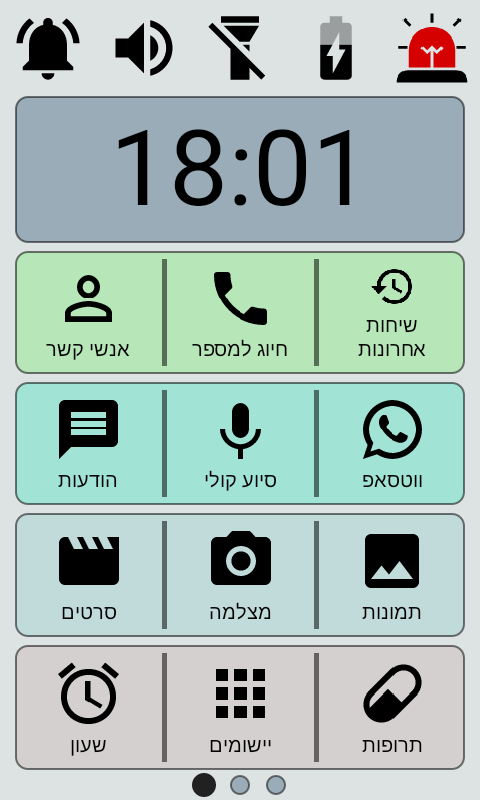 18:01
שיחות
אחרונות
חיוג למספר
אנשי קשר
ווטסאפ
סיוע קולי
הודעות
תמונות
מצלמה
סרטים
תרופות
יישומים
שעון